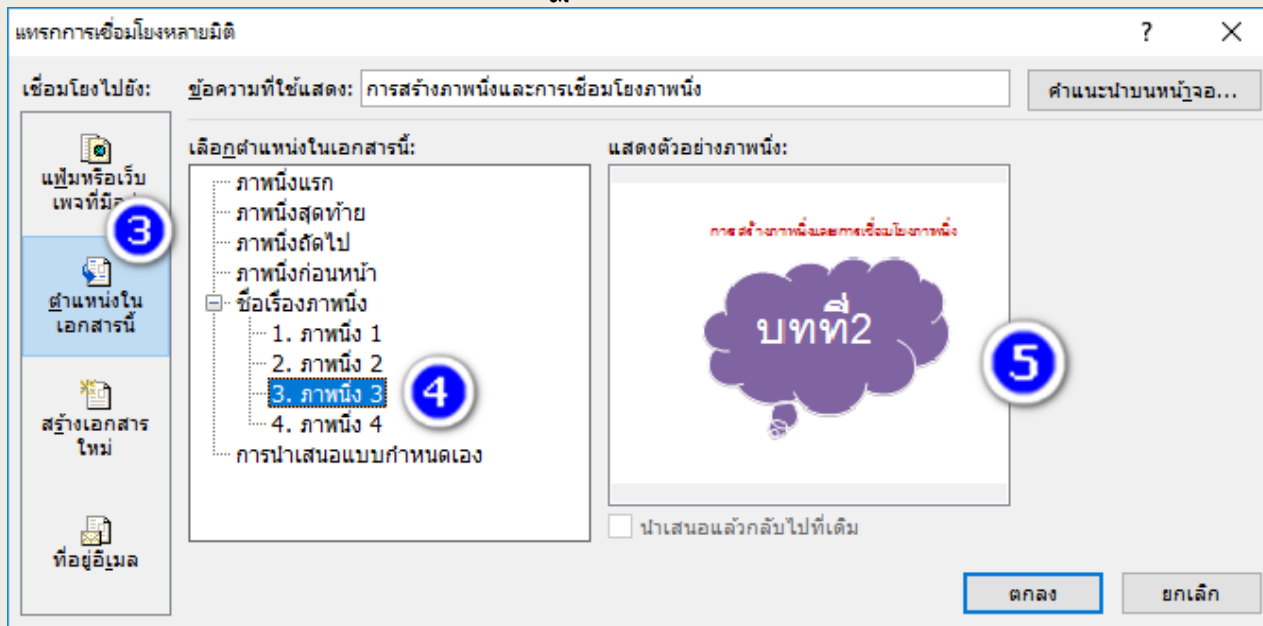 แทรกการเชื่อมโยงหลายมิติ
? X
เชื่อมโยงไปยัง:
ข้อความที่ใช้แสดง: การสร้างภาพนิ่งและการเชื่อมโยงภาพนิ่ง
คำแนะนำบนหน้าจอ...
แฟ้มหรือเว็บ
เพจที่มี
3
ตำแหน่งใน
เอกสารนี้
สร้างเอกสาร
ใหม่
ที่อยู่อีเมล
เลือกตำแหน่งในเอกสารนี้:
ภาพนิ่งแรก
ภาพนิ่งสุดท้าย
ภาพนิ่งถัดไป
ภาพนิ่งก่อนหน้า
ชื่อเรื่องภาพนิ่ง
1. ภาพนิ่ง 1
2. ภาพนิ่ง 2
3. ภาพนิ่ง 3
4
4. ภาพนิ่ง 4
การนำเสนอแบบกำหนดเอง
แสดงตัวอย่างภาพนิ่ง:
การสร้างภาพนิ่งและการเชื่อมโยงภาพนิ่ง
บทที่2
5
นำเสนอแล้วกลับไปที่เดิม
ตกลง
ยกเลิก